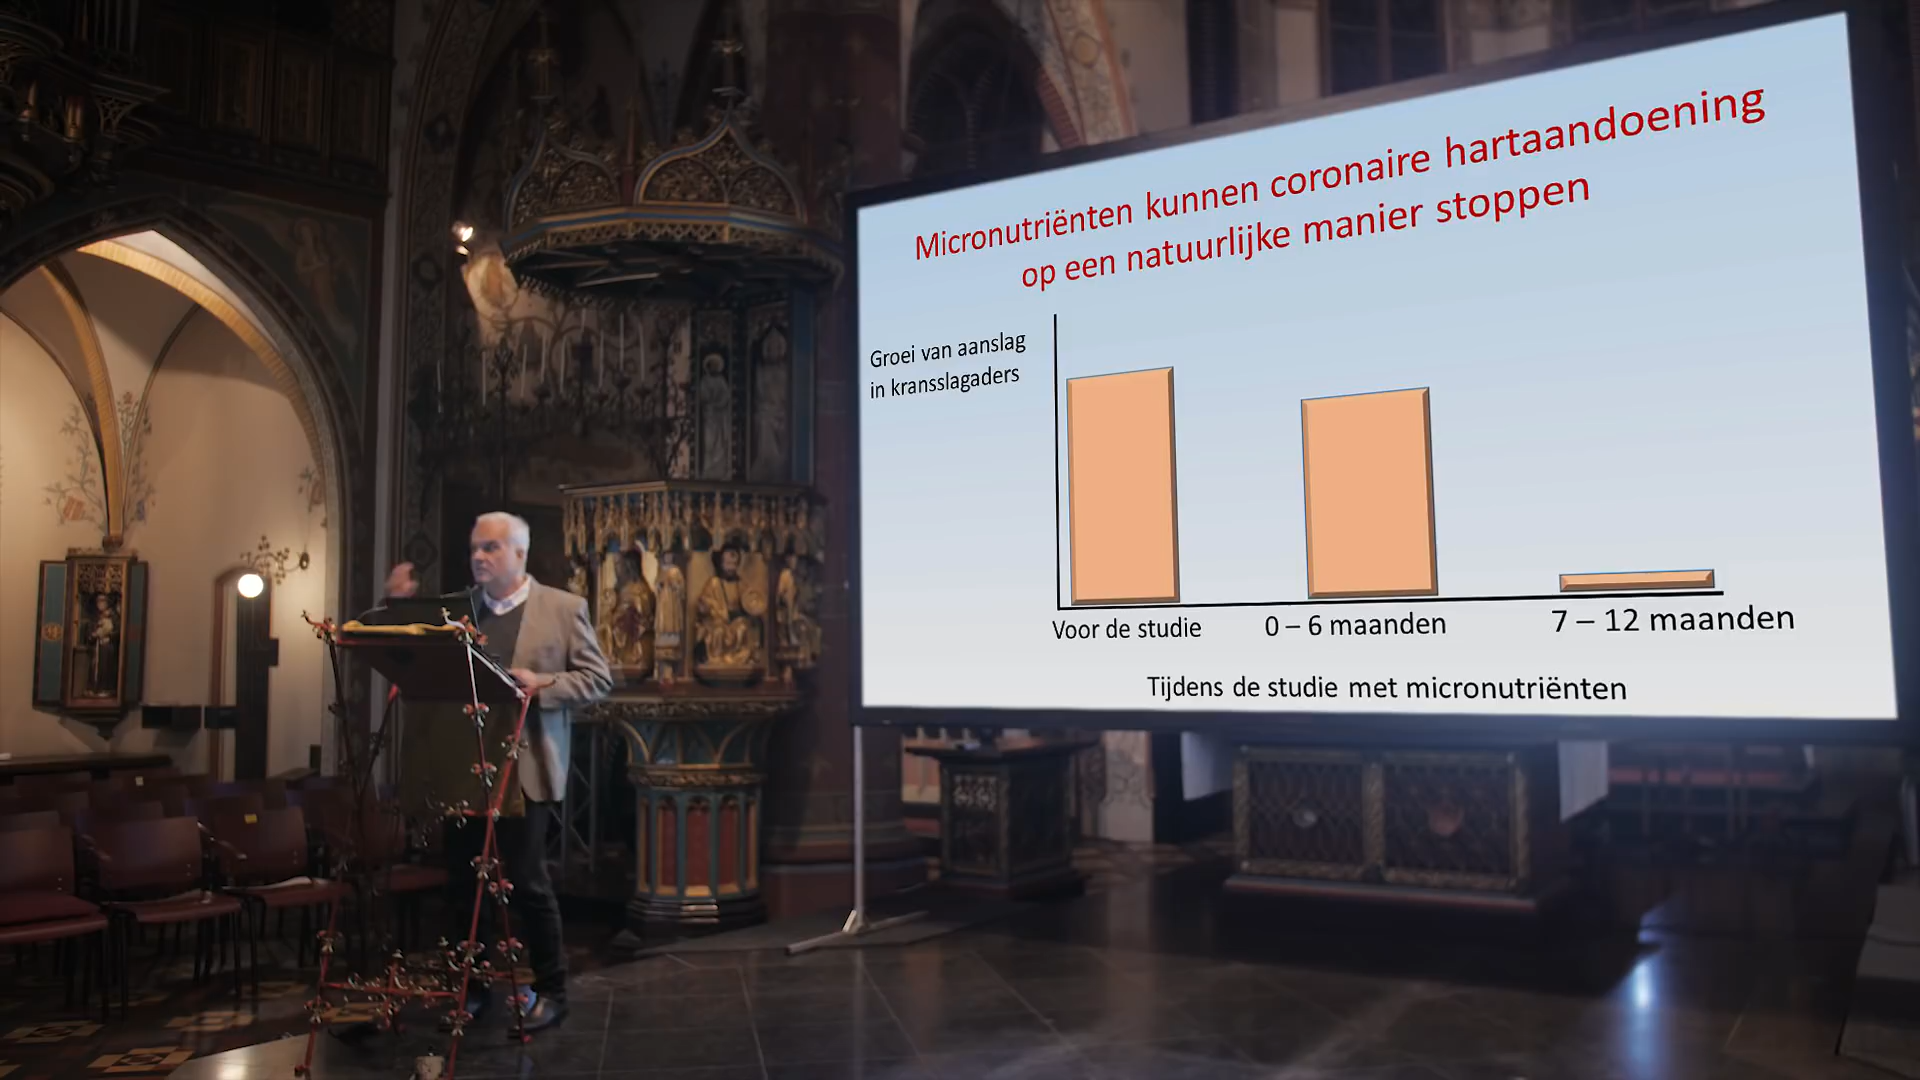 Micronutriënten kunnen coronaire hartaandoening
op een natuurlijke manier stoppen
Groei van aanslag
in kransslagaders
Voor de studie
0 – 6 maanden
7 – 12 maanden
Tijdens de studie met micronutriënten